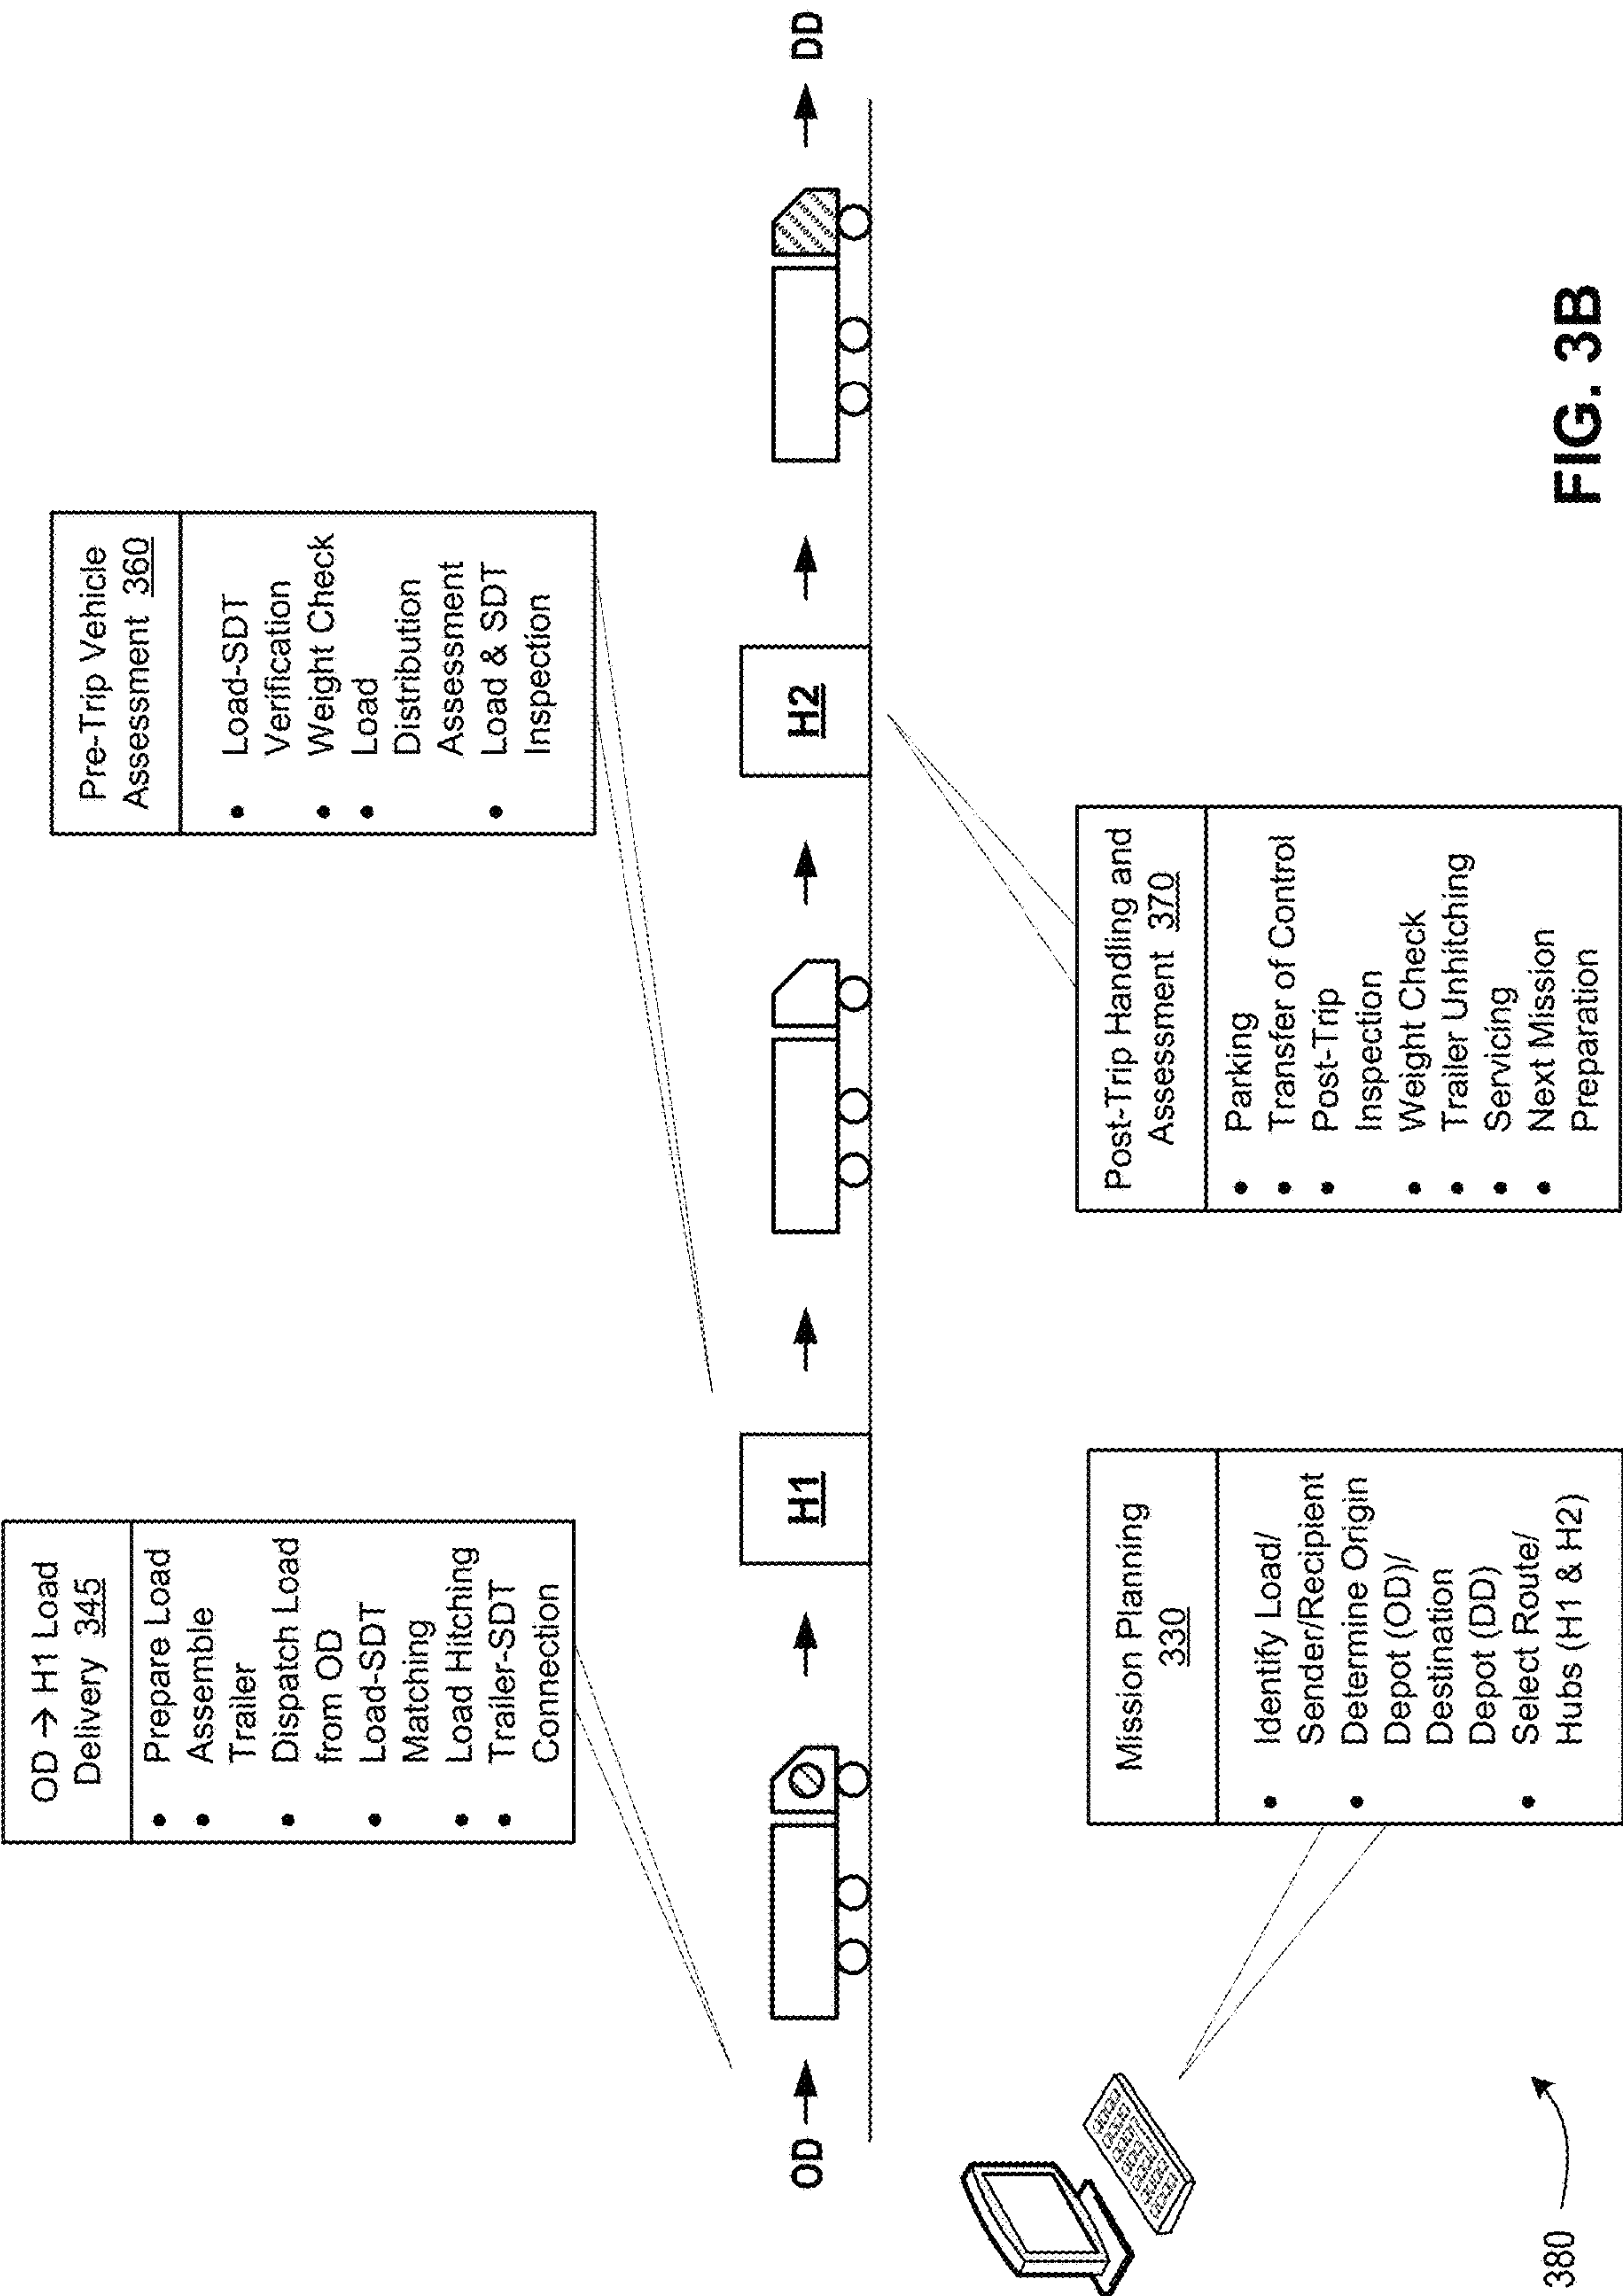 OD → H1 Load
Delivery 345
• Prepare Load
• Assemble
Trailer
• Dispatch Load
from OD
• Load-SDT
Matching
• Load Hitching
• Trailer-SDT
Connection
Pre-Trip Vehicle
Assessment 360
• Load-SDT
Verification
• Weight Check
• Load
Distribution
Assessment
• Load & SDT
Inspection
OD
H1
H2
DD
Mission Planning
330
• Identify Load/
Sender/Recipient
• Determine Origin
Depot (OD)/
Destination
Depot (DD)
• Select Route/
Hubs (H1 & H2)
Post-Trip Handling and
Assessment 370
• Parking
• Transfer of Control
• Post-Trip
Inspection
• Weight Check
• Trailer Unhitching
• Servicing
• Next Mission
Preparation
380
FIG. 3B